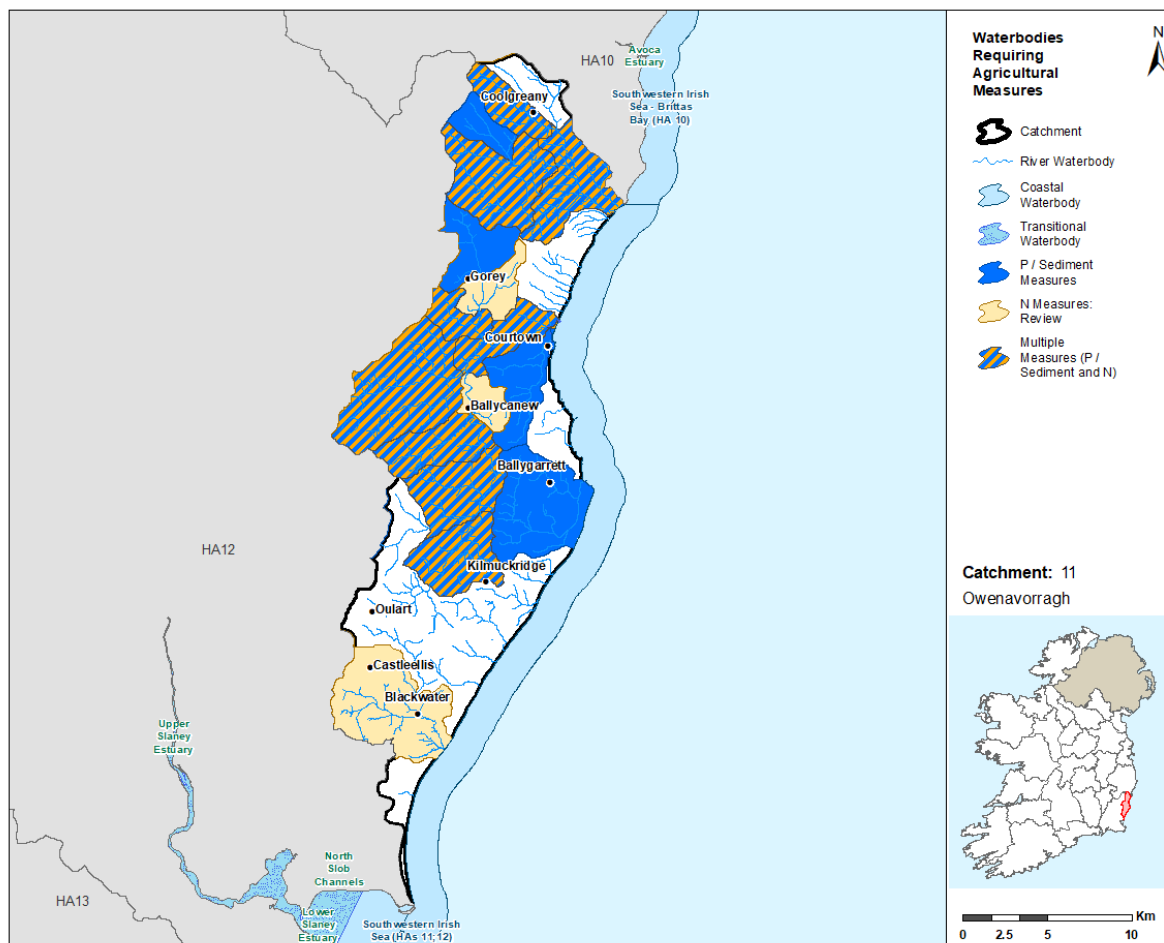 HA10
Avoca
Estuary
Coolgreany
Southwestern Irish
Sea - Brittas
Bay (HA 10)
Gorey
Courtown
Ballycanew
Ballygarrett
HA12
Kilmuckridge
Oulart
Castleellis
Blackwater
Upper
Slaney
Estuary
North
Slob
Channels
HA13
Lower
Slaney
Estuary
Southwestern Irish
Sea (HAs 11;12)
Waterbodies
Requiring
Agricultural
Measures
N
Catchment
River Waterbody
Coastal
Waterbody
Transitional
Waterbody
P / Sediment
Measures
N Measures:
Review
Multiple
Measures (P /
Sediment and N)
Catchment: 11
Owenavorragh
Km
0 2.5 5 10